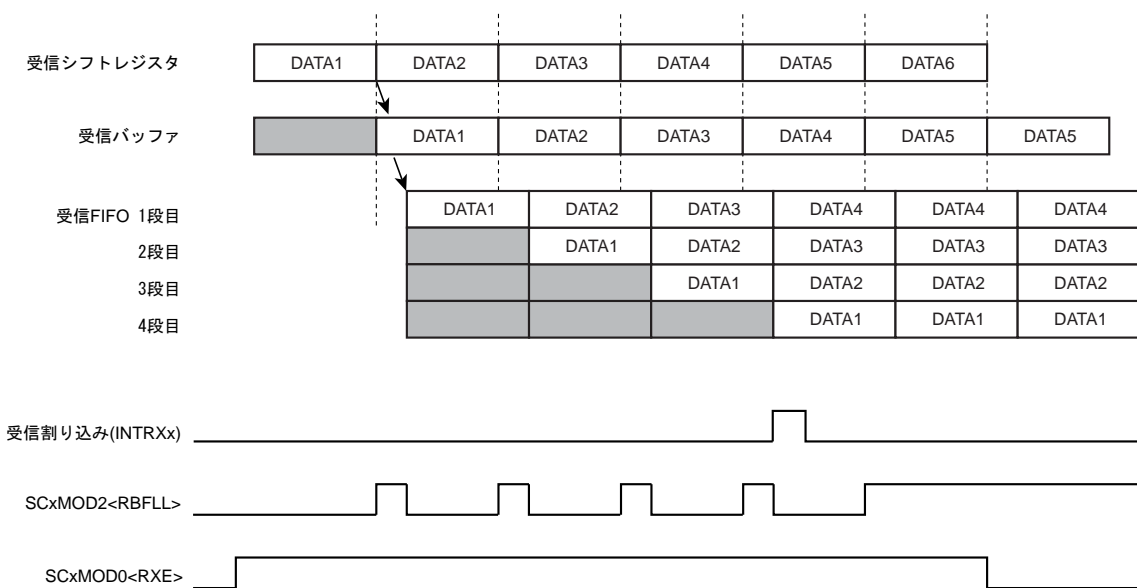 受信シフトレジスタ DATA1 DATA2 DATA3 DATA4 DATA5 DATA6
受信バッファ DATA1 DATA2 DATA3 DATA4 DATA5 DATA5
受信FIFO 1段目 DATA1 DATA2 DATA3 DATA4 DATA4 DATA4
2段目 DATA1 DATA2 DATA3 DATA3 DATA3
3段目 DATA1 DATA2 DATA2 DATA2
4段目 DATA1 DATA1 DATA1
受信割り込み(INTRXx)
SCxMOD2<RBFLL>
SCxMOD0<RXE>